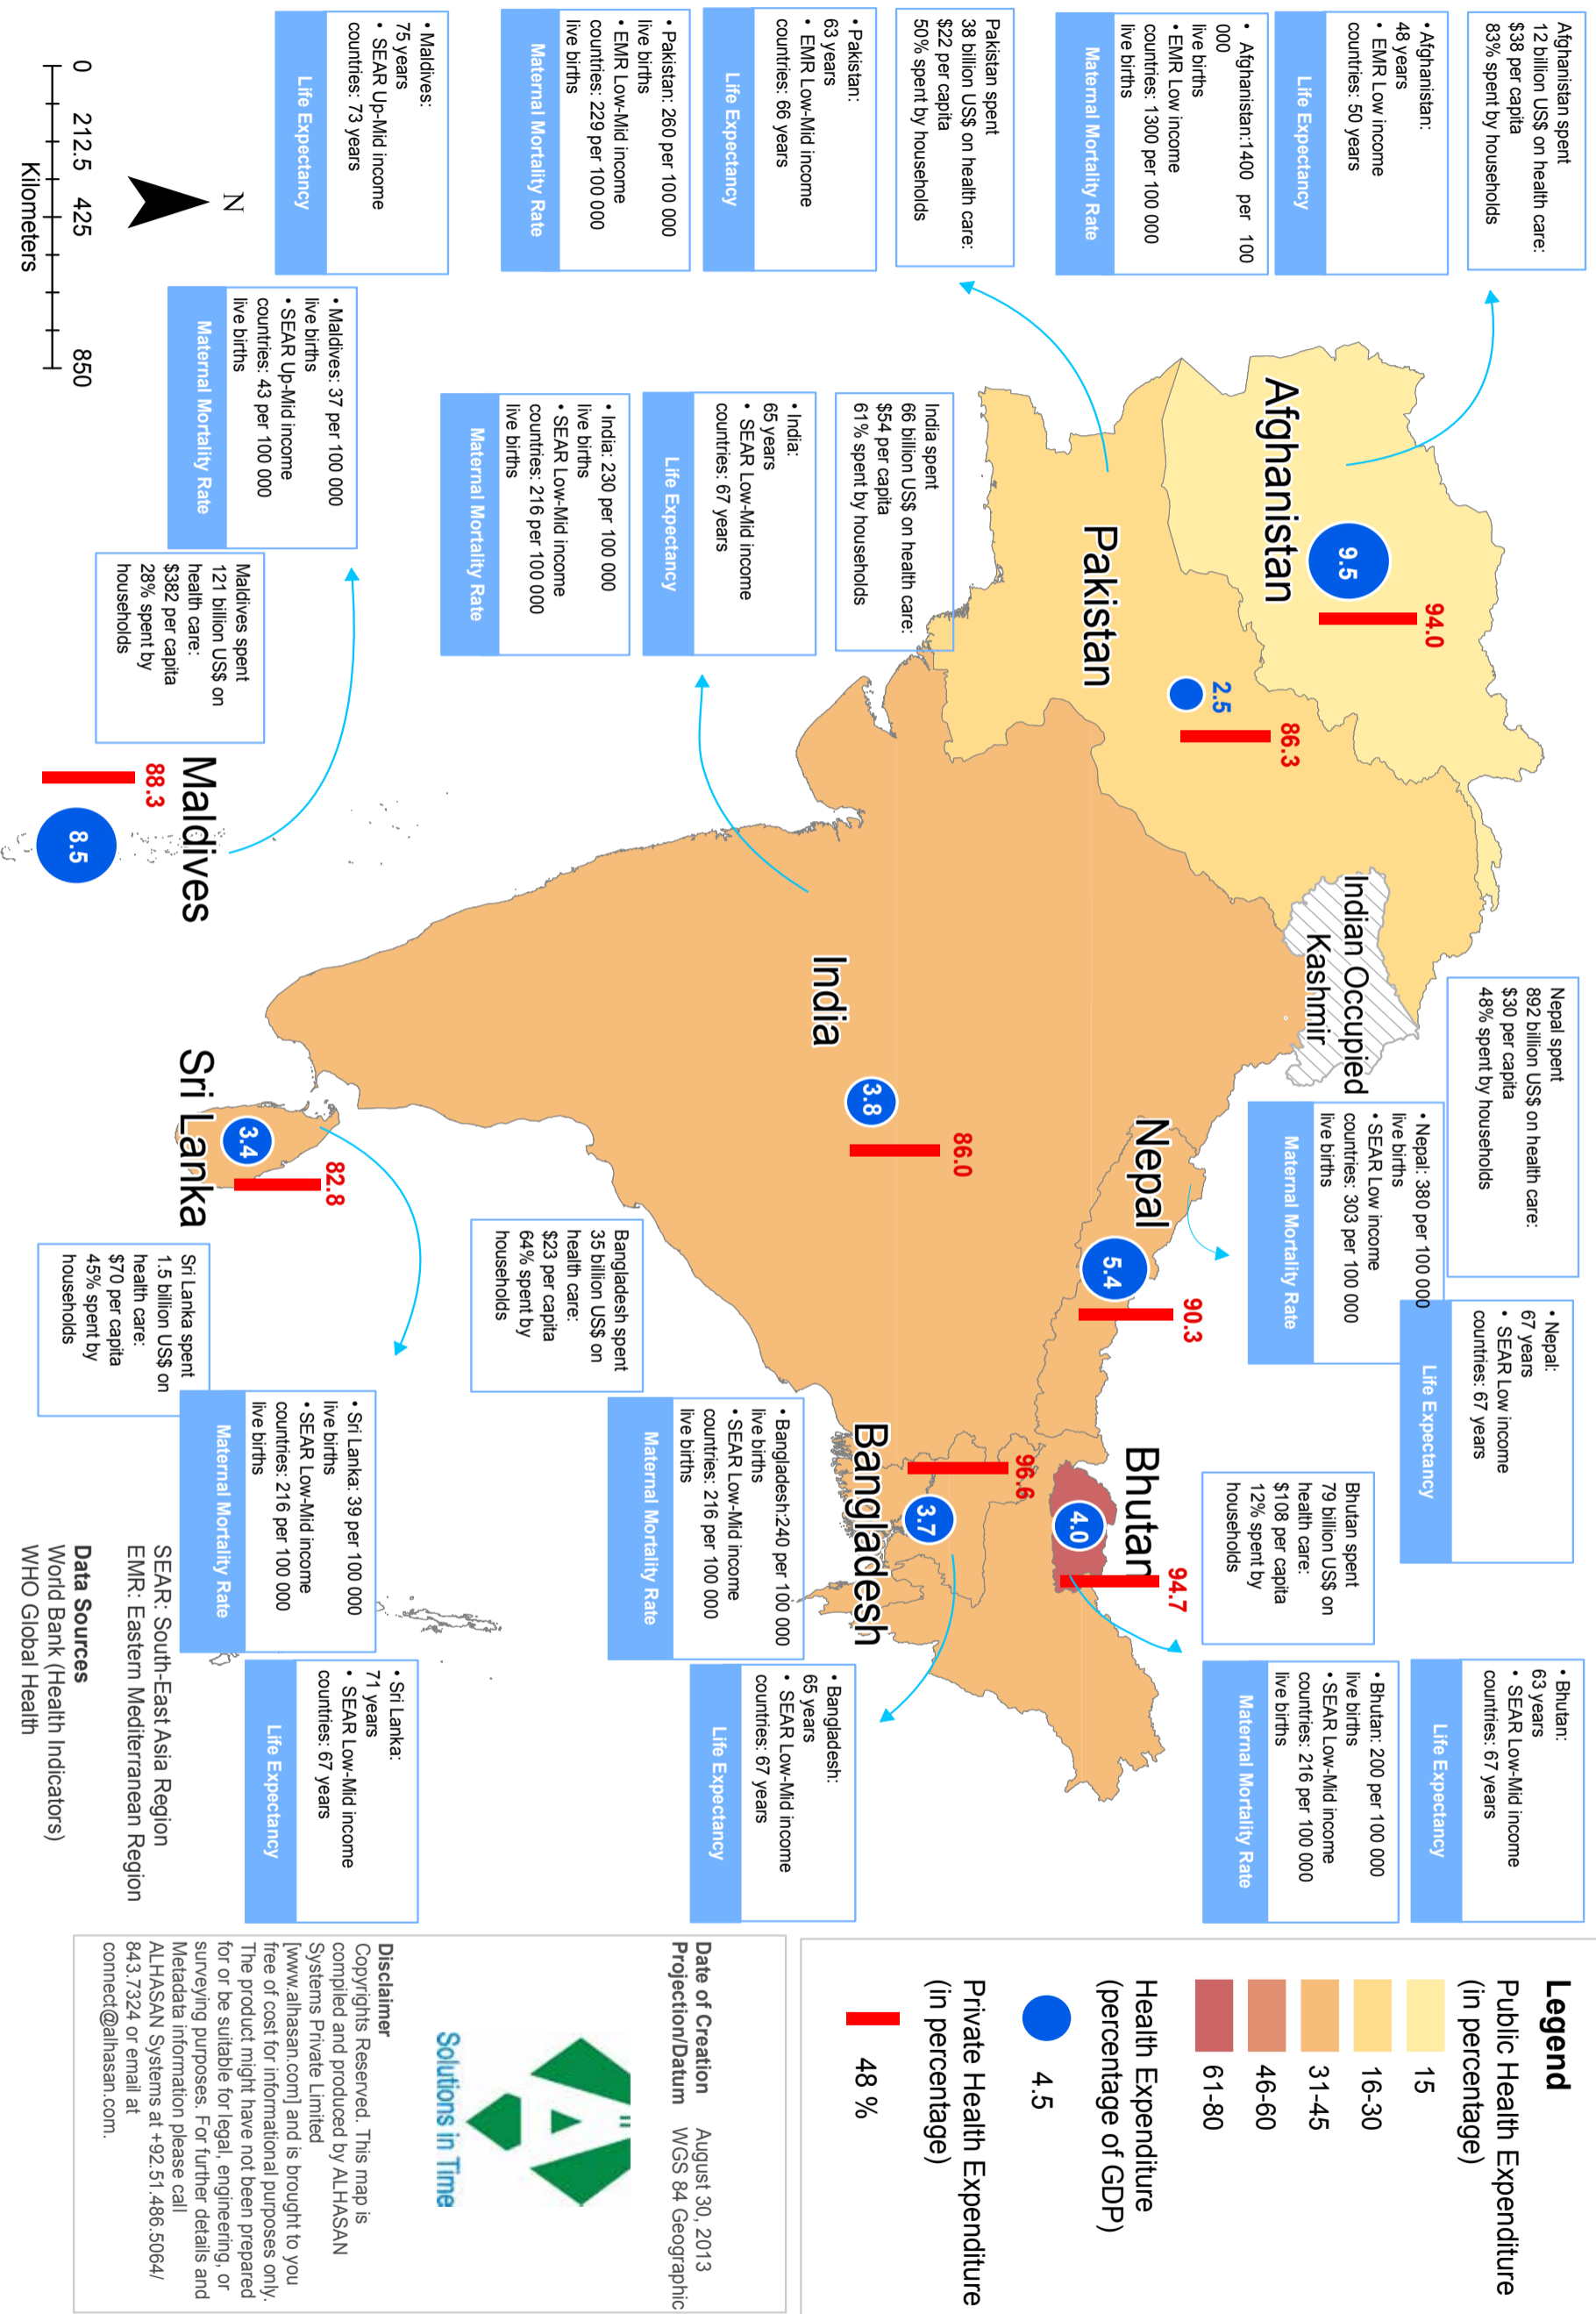 Afghanistan spent
12 billion US$ on health care:
$38 per capita
83% spent by households
• Afghanistan:
48 years
• EMR Low income
countries: 50 years
Life Expectancy
• Afghanistan:1400 per 100
000
live births
• EMR Low income
countries: 1300 per 100 000
live births
Maternal Mortality Rate
Pakistan spent
38 billion US$ on health care:
$22 per capita
50% spent by households
• Pakistan:
63 years
• EMR Low-Mid income
countries: 66 years
Life Expectancy
• Pakistan: 260 per 100 000
live births
• EMR Low-Mid income
countries: 229 per 100 000
live births
Maternal Mortality Rate
• Maldives:
75 years
• SEAR Up-Mid income
countries: 73 years
Life Expectancy
N
0 212.5 425 850
Kilometers
• Maldives: 37 per 100 000
live births
• SEAR Up-Mid income
countries: 43 per 100 000
live births
Maternal Mortality Rate
Maldives spent
121 billion US$ on
health care:
$382 per capita
28% spent by
households
India spent
66 billion US$ on health care:
$54 per capita
61% spent by households
• India:
65 years
• SEAR Low-Mid income
countries: 67 years
Life Expectancy
• India: 230 per 100 000
live births
• SEAR Low-Mid income
countries: 216 per 100 000
live births
Maternal Mortality Rate
94.0
9.5
Afghanistan
86.3
2.5
Pakistan
Maldives
88.3
8.5
Indian Occupied
Kashmir
India
86.0
3.8
Sri Lanka
82.8
3.4
Nepal
90.3
5.4
Bhutan
94.7
4.0
96.6
3.7
Bangladesh
Nepal spent
892 billion US$ on health care:
$30 per capita
48% spent by households
• Nepal: 380 per 100 000
live births
• SEAR Low income
countries: 303 per 100 000
live births
Maternal Mortality Rate
• Nepal:
67 years
• SEAR Low income
countries: 67 years
Life Expectancy
Bhutan spent
79 billion US$ on
health care:
$108 per capita
12% spent by
households
• Bhutan:
63 years
• SEAR Low-Mid income
countries: 67 years
Life Expectancy
• Bhutan: 200 per 100 000
live births
• SEAR Low-Mid income
countries: 216 per 100 000
live births
Maternal Mortality Rate
Bangladesh spent
35 billion US$ on
health care:
$23 per capita
64% spent by
households
• Bangladesh:240 per 100 000
live births
• SEAR Low-Mid income
countries: 216 per 100 000
live births
Maternal Mortality Rate
• Bangladesh:
65 years
• SEAR Low-Mid income
countries: 67 years
Life Expectancy
Sri Lanka spent
1.5 billion US$ on
health care:
$70 per capita
45% spent by
households
• Sri Lanka: 39 per 100 000
live births
• SEAR Low-Mid income
countries: 216 per 100 000
live births
Maternal Mortality Rate
• Sri Lanka:
71 years
• SEAR Low-Mid income
countries: 67 years
Life Expectancy
SEAR: South-East Asia Region
EMR: Eastern Mediterranean Region
Data Sources
World Bank (Health Indicators)
WHO Global Health
Legend
Public Health Expenditure
(in percentage)
15
16-30
31-45
46-60
61-80
Health Expenditure
(percentage of GDP)
4.5
Private Health Expenditure
(in percentage)
48 %
Date of Creation August 30, 2013
Projection/Datum WGS 84 Geographic
Solutions in Time
Disclaimer
Copyrights Reserved. This map is
compiled and produced by ALHASAN
Systems Private Limited
[www.alhasan.com] and is brought to you
free of cost for informational purposes only.
The product might have not been prepared
for or be suitable for legal, engineering, or
surveying purposes. For further details and
Metadata information please call
ALHASAN Systems at +92.51.486.5064/
843.7324 or email at
connect@alhasan.com.